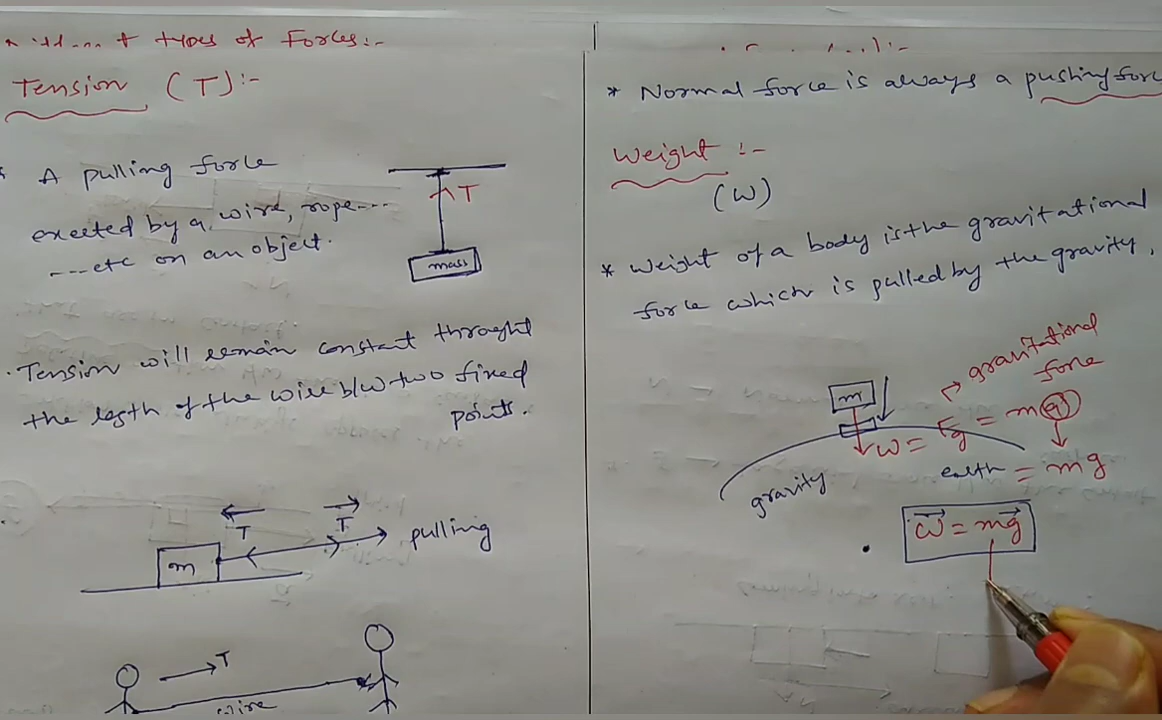 types of Forces:-
Tension (T):-
A pulling force
exected by a wire, rope---
---etc on an object.
T
mass
Tension will remain constant throught
the legth of the wire b/w two fixed
points.
T T
m
pulling
T
wire
* Normal force is always a pushing force
Weight :-
(W)
* Weight of a body is the gravitational
force which is pulled by the gravity.
gravitational
force
m
W = Fg = m(a)
gravity
earth = mg
W = mg